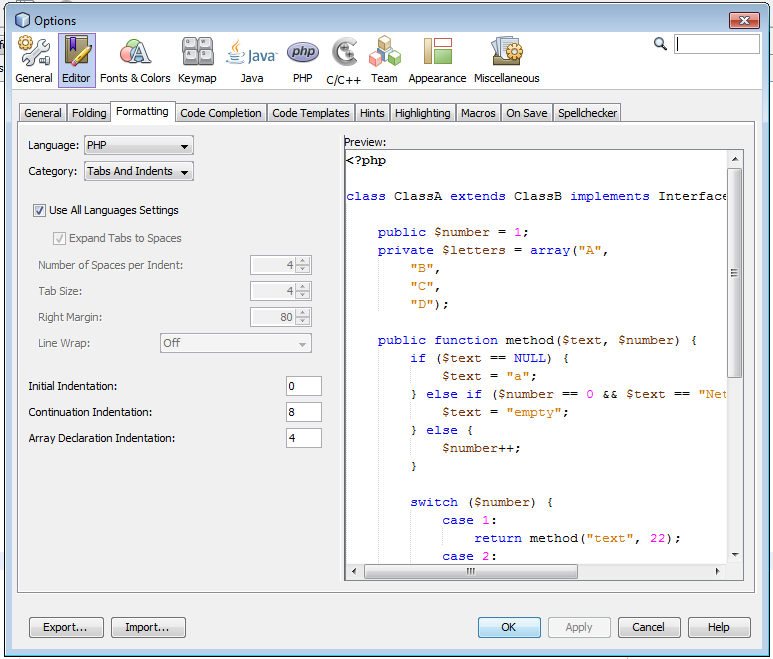 Options
General Editor Fonts & Colors Keymap Java PHP C/C++ Team Appearance Miscellaneous
General Folding Formatting Code Completion Code Templates Hints Highlighting Macros On Save Spellchecker
Language: PHP
Category: Tabs And Indents
Use All Languages Settings
Expand Tabs to Spaces
Number of Spaces per Indent: 4
Tab Size: 4
Right Margin: 80
Line Wrap: Off
Initial Indentation: 0
Continuation Indentation: 8
Array Declaration Indentation: 4
Preview:
<?php
class ClassA extends ClassB implements Interface
public $number = 1;
private $letters = array("A",
"B",
"C",
"D");
public function method($text, $number) {
if ($text == NULL) {
$text = "a";
} else if ($number == 0 && $text == "Net
$text = "empty";
} else {
$number++;
}
switch ($number) {
case 1:
return method("text", 22);
case 2:
Export... Import... OK Apply Cancel Help